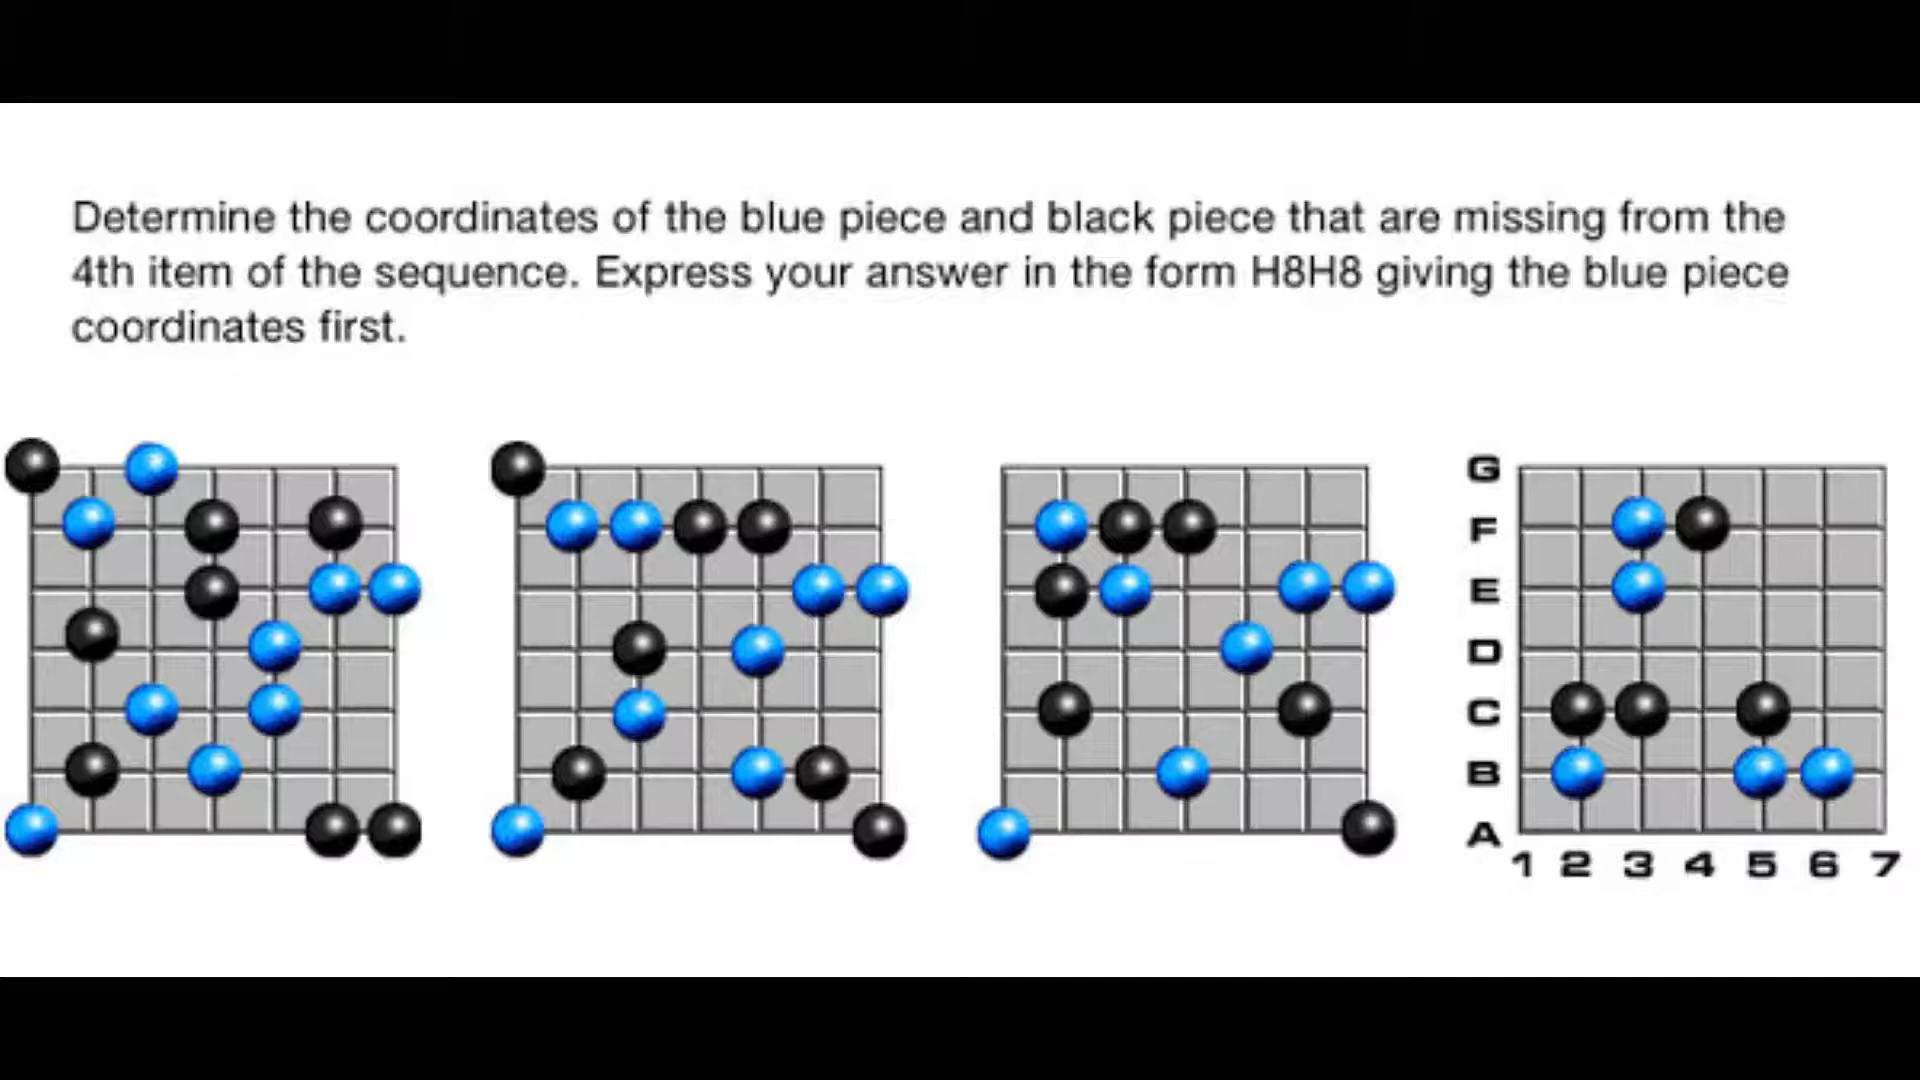 Determine the coordinates of the blue piece and black piece that are missing from the
4th item of the sequence. Express your answer in the form H8H8 giving the blue piece
coordinates first.
G
F
E
D
C
B
A
1 2 3 4 5 6 7